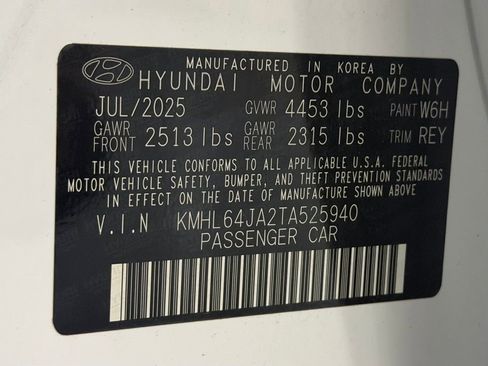 MANUFACTURED IN KOREA BY
HYUNDAI MOTOR COMPANY
JUL/2025 GVWR 4453 lbs PAINT W6H
GAWR FRONT 2513 lbs GAWR REAR 2315 lbs TRIM REY
THIS VEHICLE CONFORMS TO ALL APPLICABLE U.S.A. FEDERAL
MOTOR VEHICLE SAFETY, BUMPER, AND THEFT PREVENTION STANDARDS
IN EFFECT ON THE DATE OF MANUFACTURE SHOWN ABOVE.
V.I.N KMHL64JA2TA525940
PASSENGER CAR